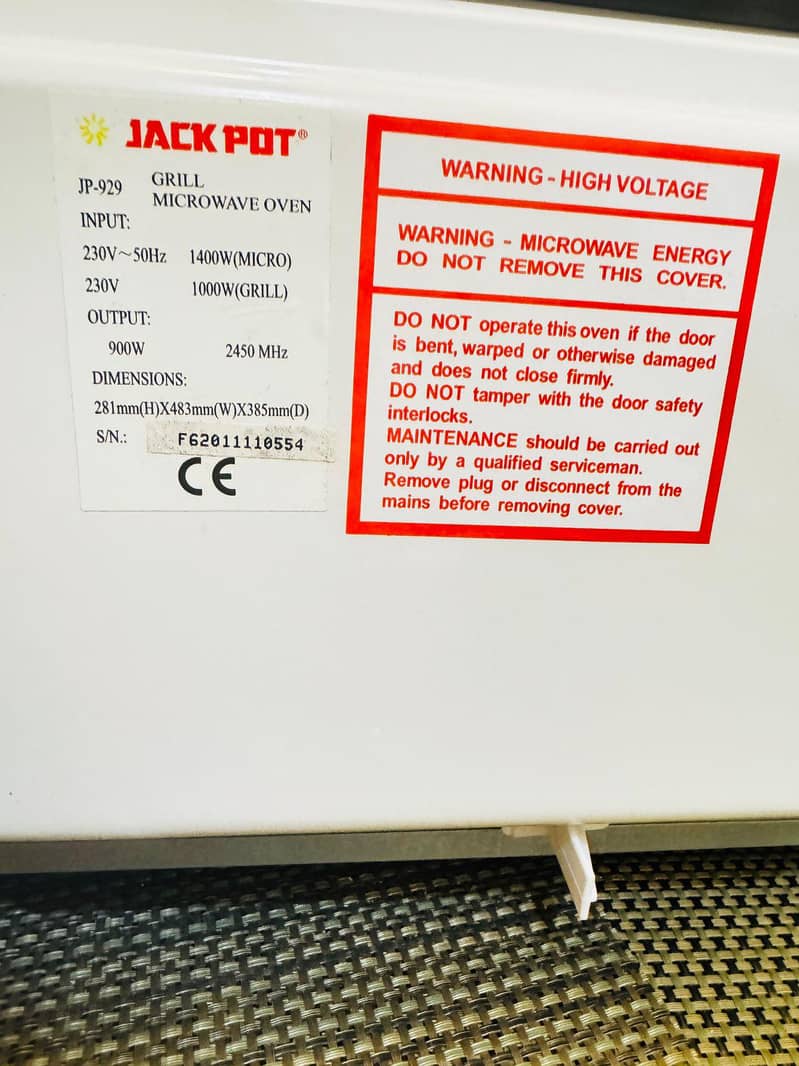 JACK POT®
JP-929 GRILL
MICROWAVE OVEN
INPUT:
230V~50Hz 1400W(MICRO)
230V 1000W(GRILL)
OUTPUT:
900W 2450 MHz
DIMENSIONS:
281mm(H)X483mm(W)X385mm(D)
S/N.: F62011110554
CE
WARNING - HIGH VOLTAGE
WARNING - MICROWAVE ENERGY
DO NOT REMOVE THIS COVER.
DO NOT operate this oven if the door
is bent, warped or otherwise damaged
and does not close firmly.
DO NOT tamper with the door safety
interlocks.
MAINTENANCE should be carried out
only by a qualified serviceman.
Remove plug or disconnect from the
mains before removing cover.